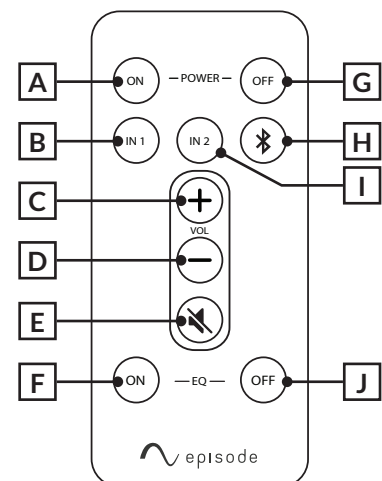 A ON — POWER — OFF G
B IN 1 IN 2 H
I
C
VOL
D
E
F ON — EQ — OFF J
episode